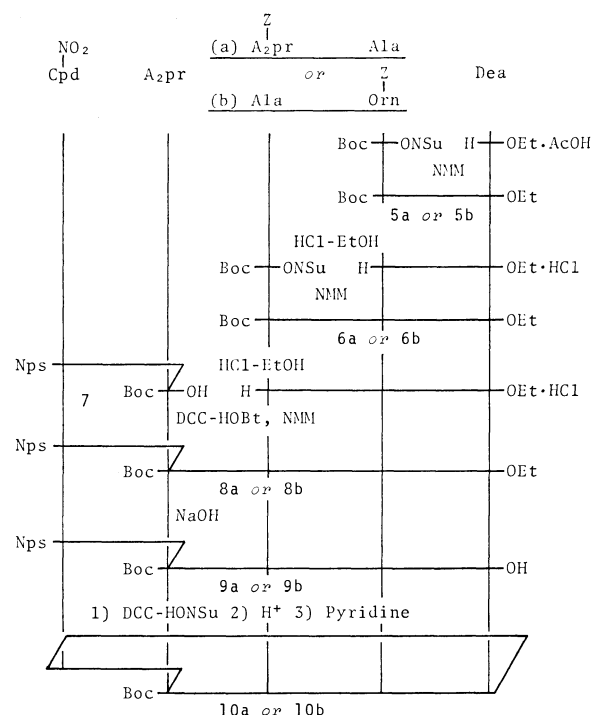 NO₂ (a) Z A₂pr Ala
Cpd A₂pr or Z Dea
(b) Ala Orn
Boc ONSu H OEt·AcOH
NMM
Boc OEt
5a or 5b
HCl-EtOH
Boc ONSu H OEt·HCl
NMM
Boc OEt
6a or 6b
Nps HCl-EtOH
7 Boc OH H OEt·HCl
DCC-HOBt, NMM
Nps
Boc OEt
8a or 8b
NaOH
Nps
Boc OH
9a or 9b
1) DCC-HONSu 2) H⁺ 3) Pyridine
Boc
10a or 10b